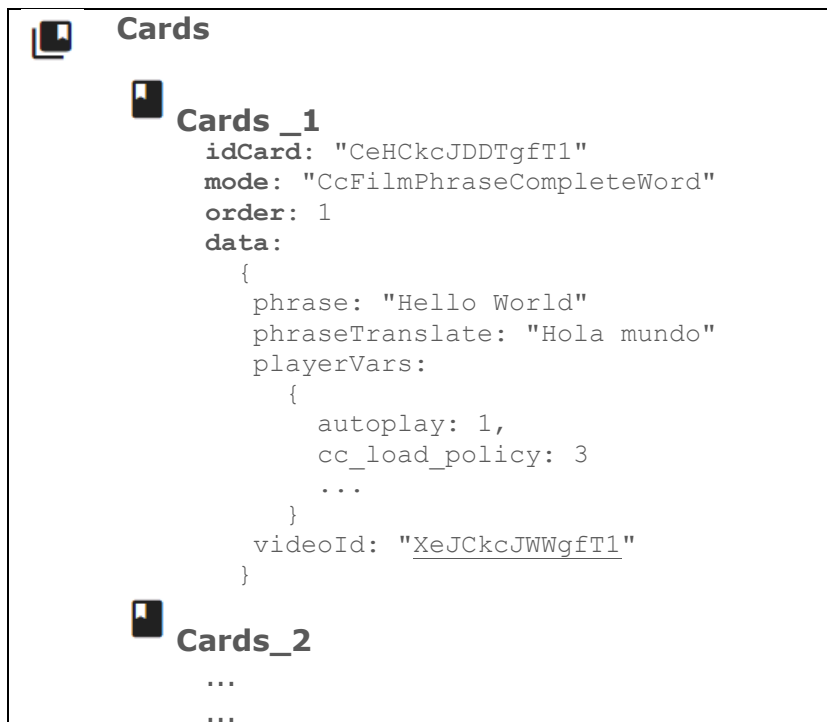 Cards
Cards _1
idCard: "CeHCkcJDDTgfT1"
mode: "CcFilmPhraseCompleteWord"
order: 1
data:
{
phrase: "Hello World"
phraseTranslate: "Hola mundo"
playerVars:
{
autoplay: 1,
cc_load_policy: 3
...
}
videoId: "XeJCkcJWWgfT1"
}
Cards_2
...
...